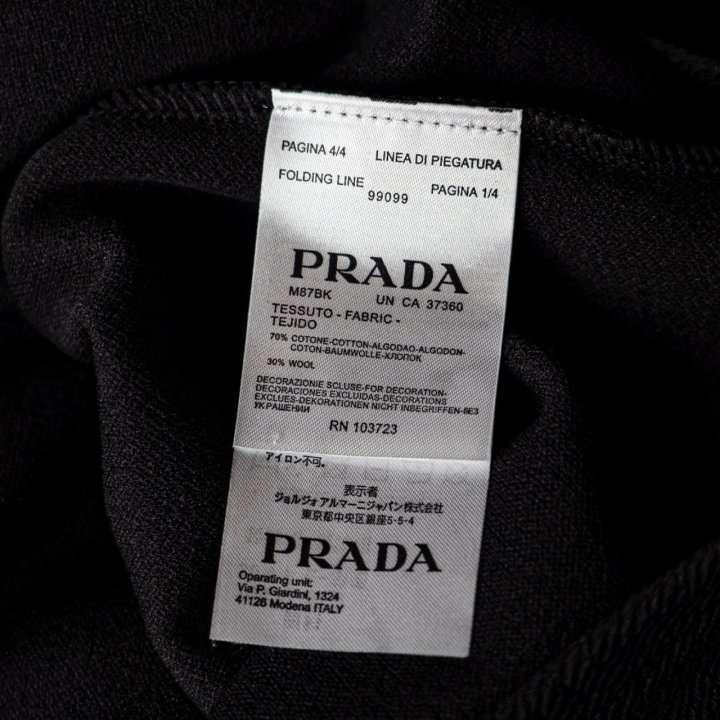 PAGINA 4/4 LINEA DI PIEGATURA
FOLDING LINE 99099 PAGINA 1/4
PRADA
M87BK UN CA 37360
TESSUTO - FABRIC -
TEJIDO
70% COTONE-COTTON-ALGODAO-ALGODON-
COTON-BAUMWOLLE-ХЛОПОК
30% WOOL
DECORAZIONIE SCLUSE-FOR DECORATION-
DECORACIONES EXCLUIDAS-DECORATIONS
EXCLUES-DEKORATIONEN NICHT INBEGRIFFEN-БЕЗ
УКРАШЕНИИ
RN 103723
アイロン不可。
表示者
ジョルジォ アルマーニジャパン株式会社
東京都中央区銀座5-5-4
PRADA
Oparating unit:
Via P. Giardini, 1324
41126 Modena ITALY